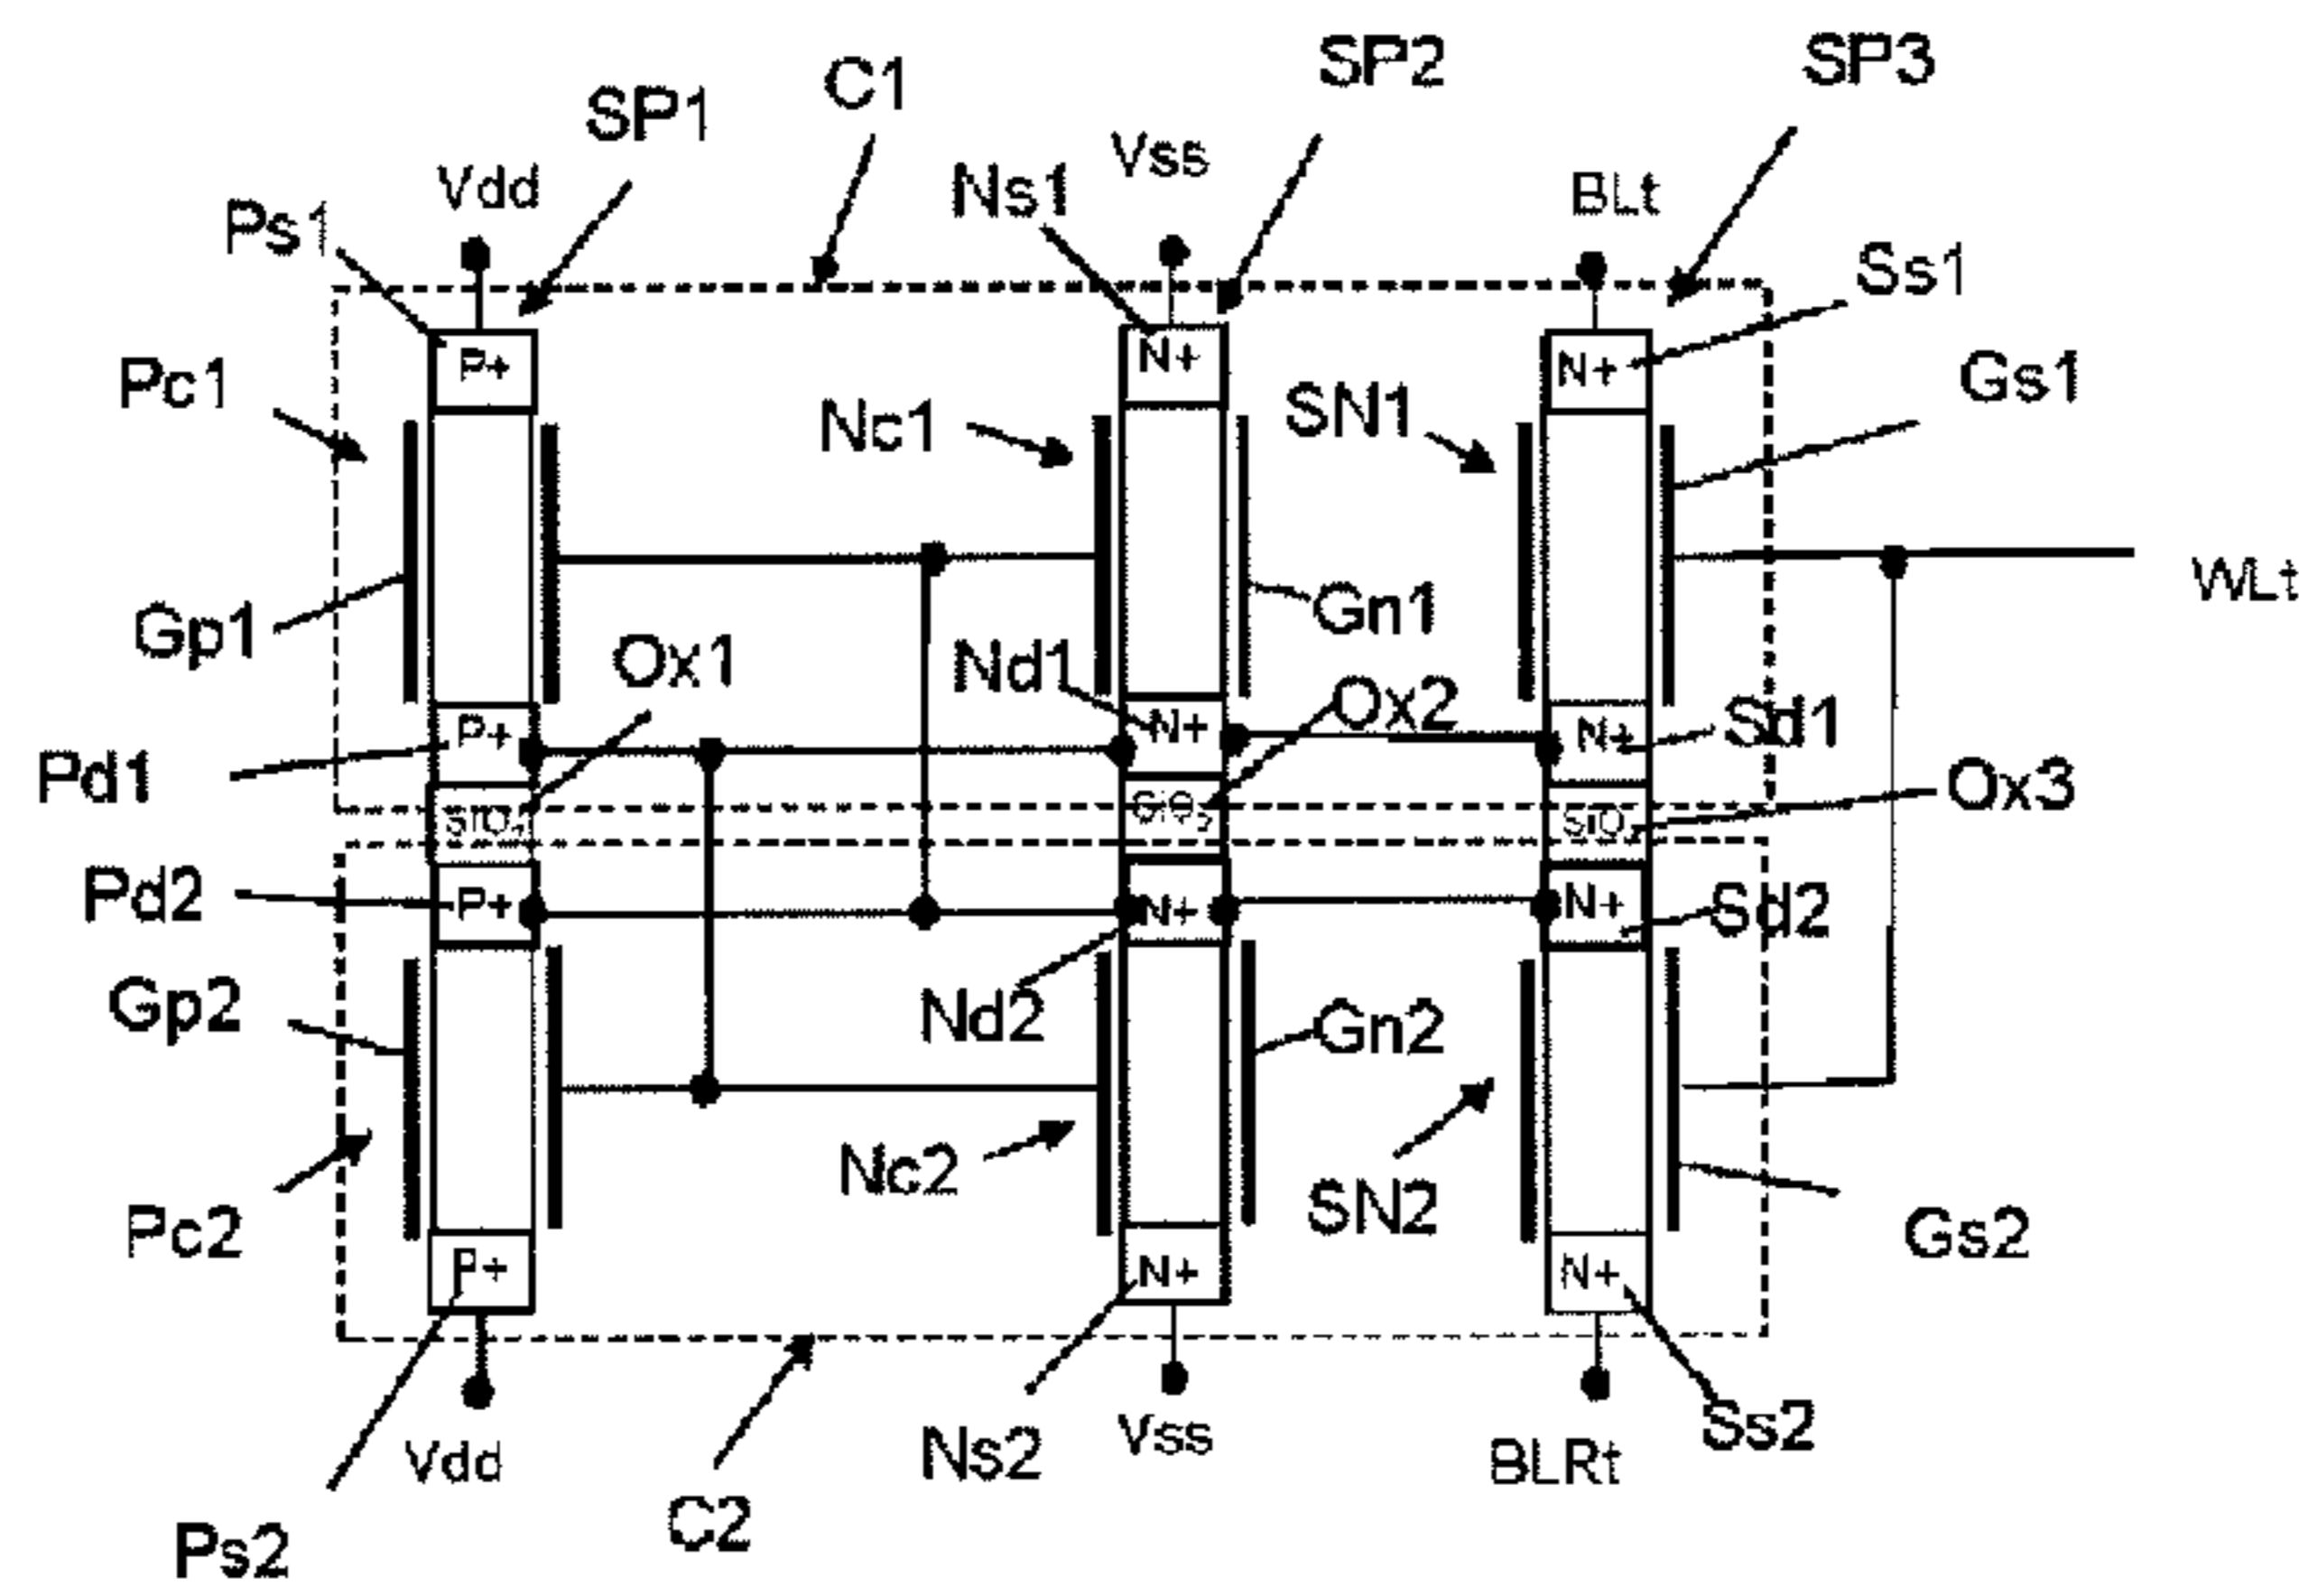 SP1 C1 SP2 SP3
Ps1 Vdd Vss Ns1 BLt Ss1
P+ N+ N+
Pc1 Nc1 SN1 Gs1
Gp1 Gn1 WLt
Ox1 Nd1 Ox2
Pd1 P+ N+ N+ Sd1
SiO2 SiO2 SiO Ox3
Pd2 P+ N+ N+ Sd2
Gp2 Nd2 Gn2
Pc2 Nc2 SN2 Gs2
P+ N+ N+
Vdd Ns2 Vss BLRt Ss2
Ps2 C2